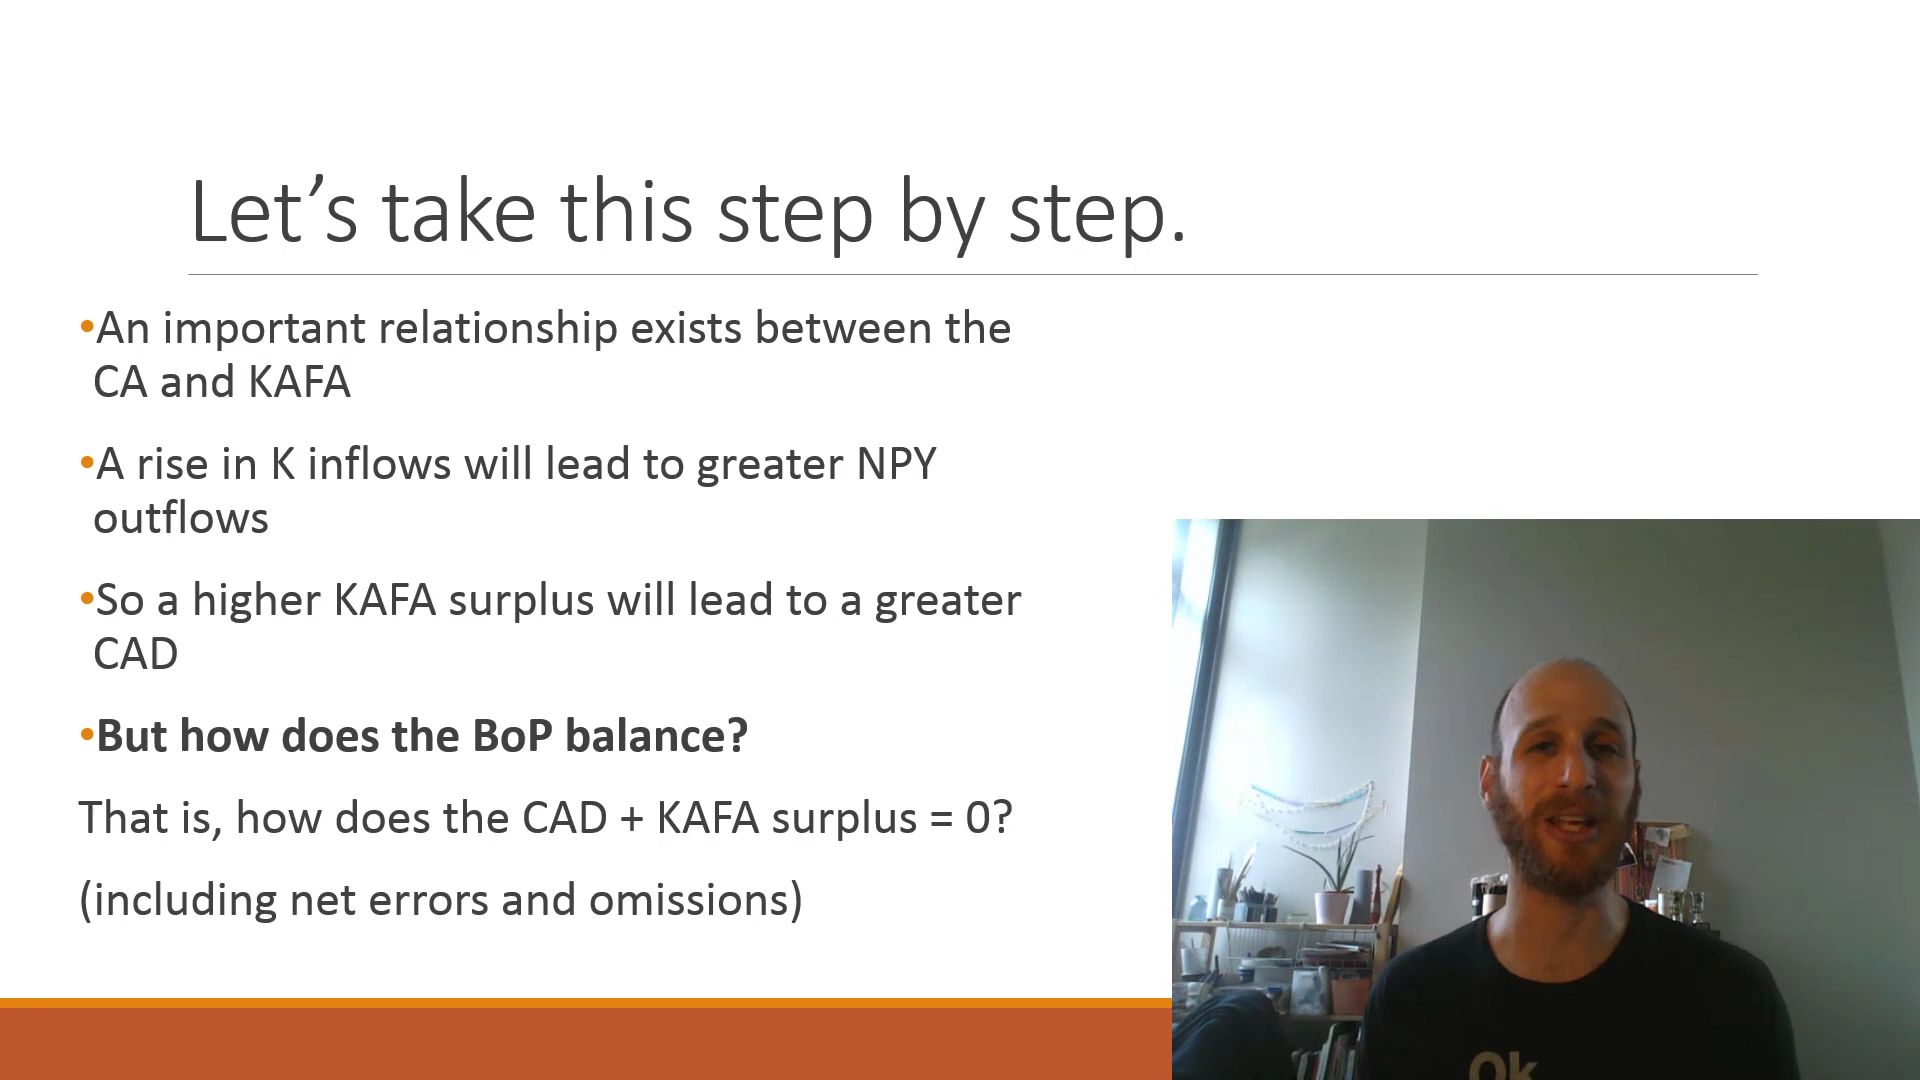 Let’s take this step by step.
•An important relationship exists between the
CA and KAFA
•A rise in K inflows will lead to greater NPY
outflows
•So a higher KAFA surplus will lead to a greater
CAD
•But how does the BoP balance?
That is, how does the CAD + KAFA surplus = 0?
(including net errors and omissions)
Ok